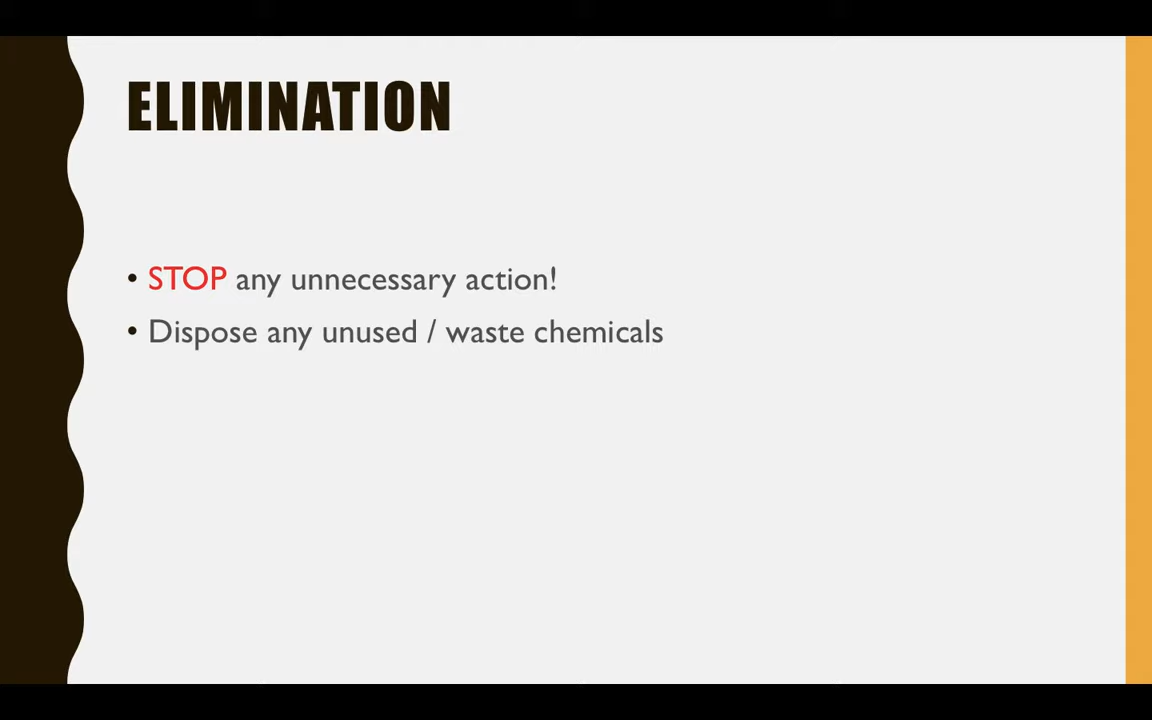 ELIMINATION
• STOP any unnecessary action!
• Dispose any unused / waste chemicals